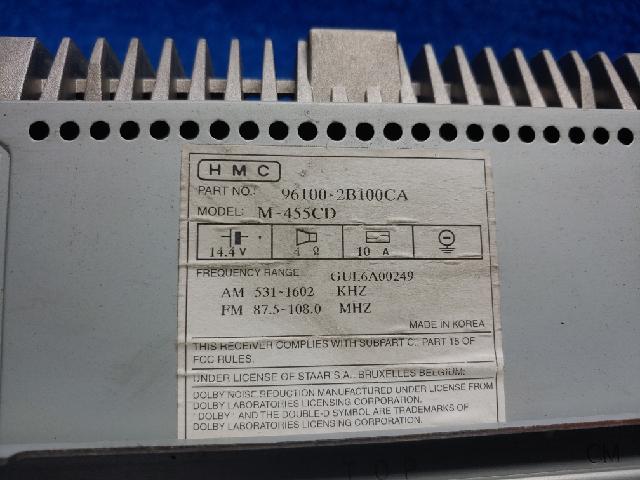 HMC
PART NO.: 96100-2B100CA
MODEL: M-455CD
14.4 V 4 Ω 10 A
FREQUENCY RANGE GUL6A00249
AM 531-1602 KHZ
FM 87.5-108.0 MHZ
MADE IN KOREA
THIS RECEIVER COMPLIES WITH SUBPART C, PART 15 OF
FCC RULES.
UNDER LICENSE OF STAAR S.A., BRUXELLES BELGIUM:
DOLBY NOISE REDUCTION MANUFACTURED UNDER LICENSE FROM
DOLBY LABORATORIES LICENSING CORPORATION.
"DOLBY" AND THE DOUBLE-D SYMBOL ARE TRADEMARKS OF
DOLBY LABORATORIES LICENSING CORPORATION.
TOP CM